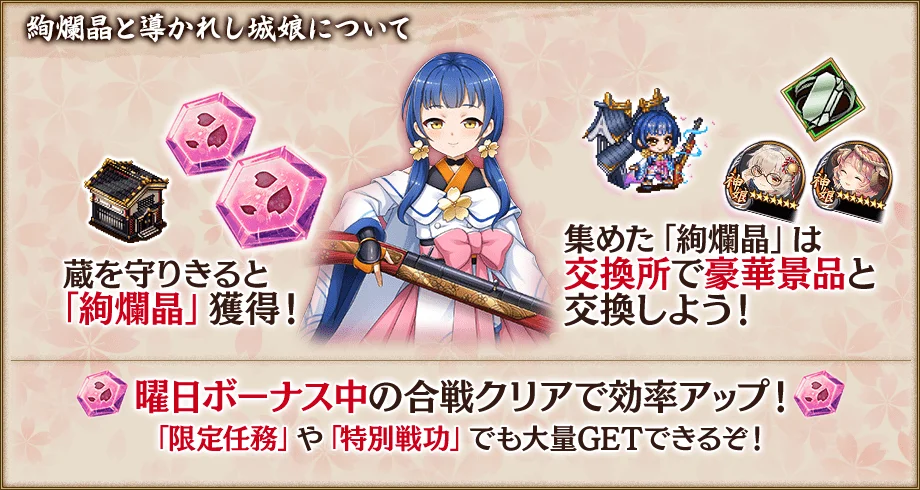 絢爛晶と導かれし城娘について
蔵を守りきると
「絢爛晶」獲得！
神娘
神娘
集めた「絢爛晶」は
交換所で豪華景品と
交換しよう！
曜日ボーナス中の合戦クリアで効率アップ！
「限定任務」や「特別戦功」でも大量GETできるぞ！